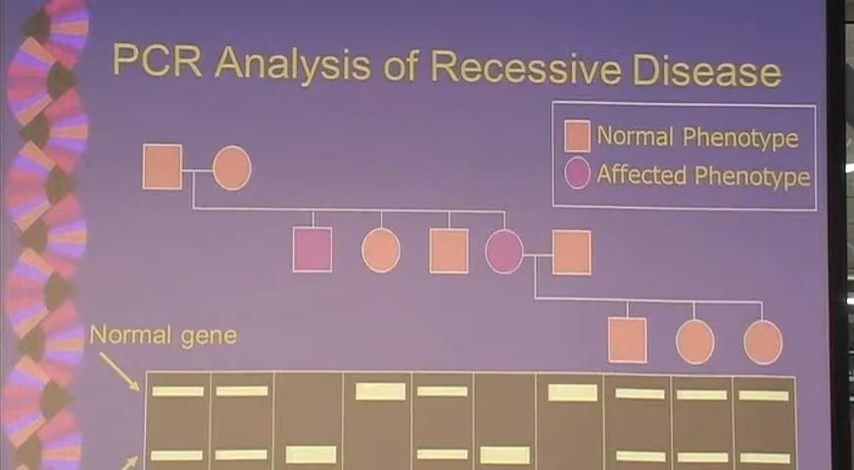 PCR Analysis of Recessive Disease
Normal Phenotype
Affected Phenotype
Normal gene